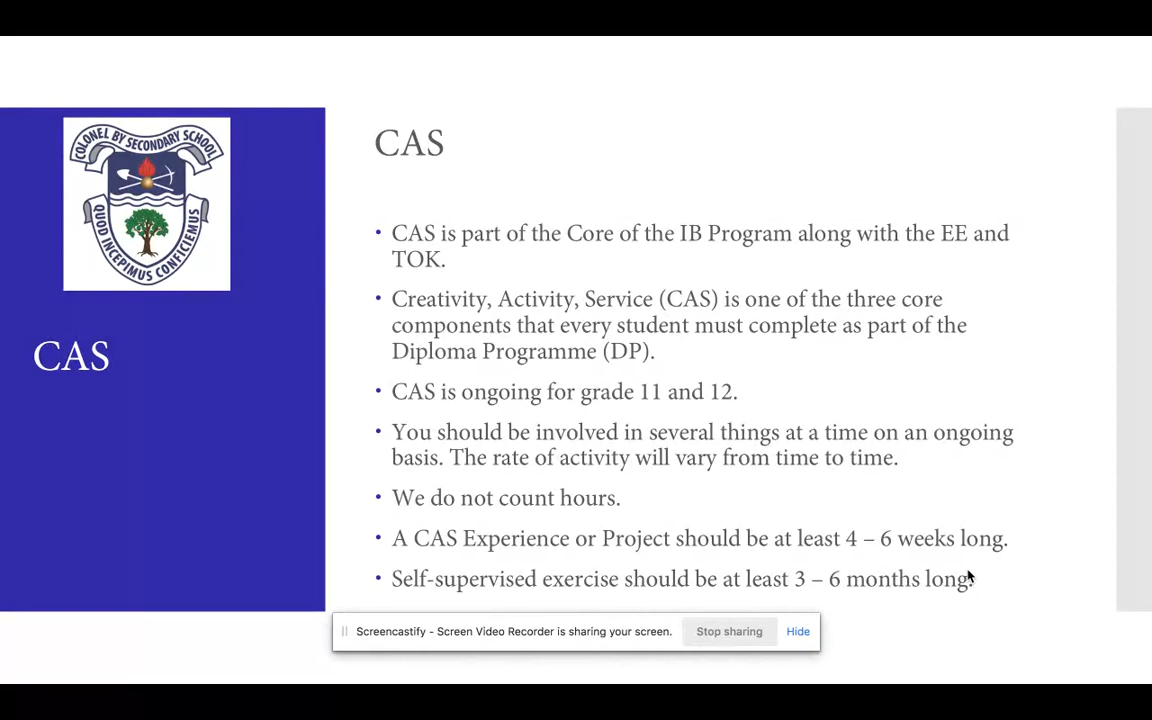 COLONEL BY SECONDARY SCHOOL
QUOD INCEPIMUS CONFICIEMUS
CAS
CAS
• CAS is part of the Core of the IB Program along with the EE and
TOK.
• Creativity, Activity, Service (CAS) is one of the three core
components that every student must complete as part of the
Diploma Programme (DP).
• CAS is ongoing for grade 11 and 12.
• You should be involved in several things at a time on an ongoing
basis. The rate of activity will vary from time to time.
• We do not count hours.
• A CAS Experience or Project should be at least 4 – 6 weeks long.
• Self-supervised exercise should be at least 3 – 6 months long.
Screencastify - Screen Video Recorder is sharing your screen. Stop sharing Hide